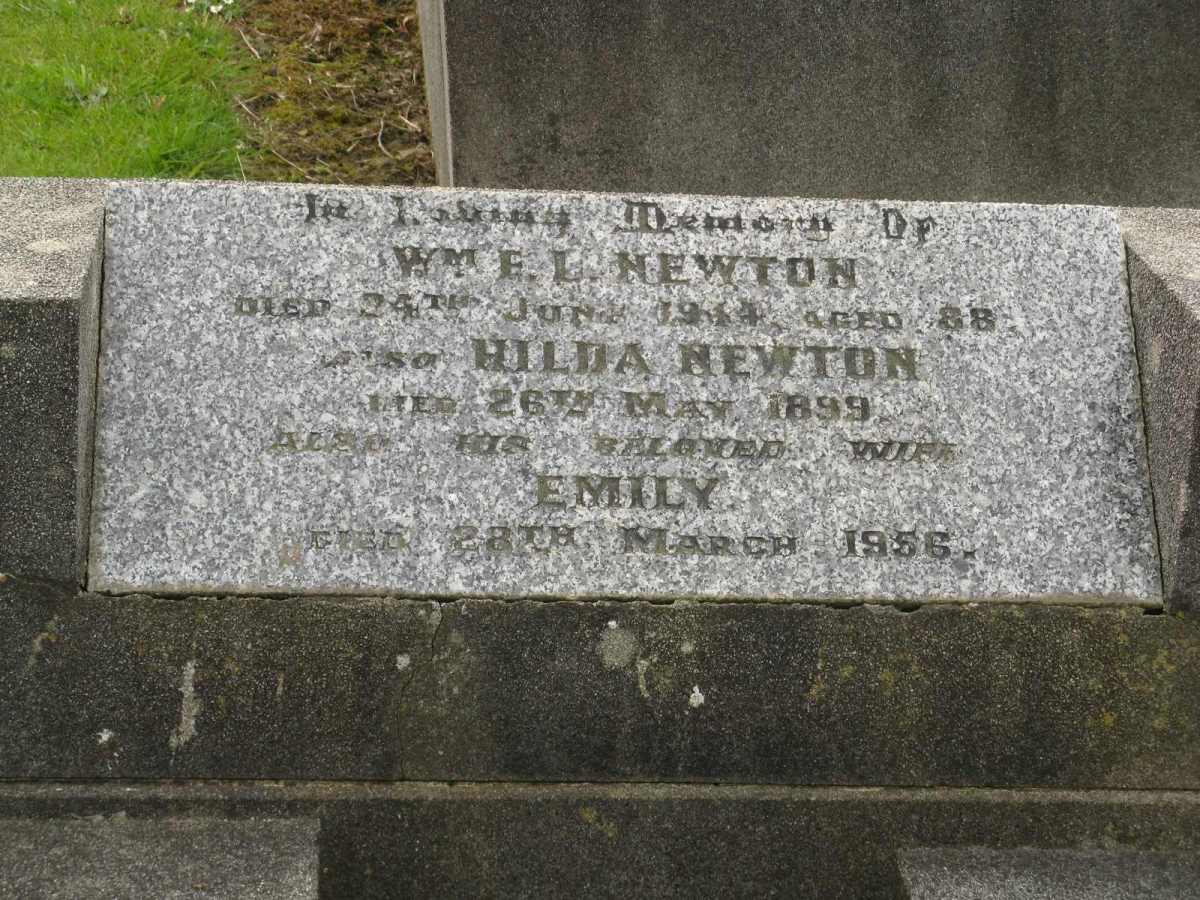 In Loving Memory Of
WM F. L. NEWTON
DIED 24TH JUNE 1944, AGED 88.
ALSO HILDA NEWTON
DIED 26TH MAY 1899
ALSO HIS BELOVED WIFE
EMILY
DIED 28TH MARCH 1956.